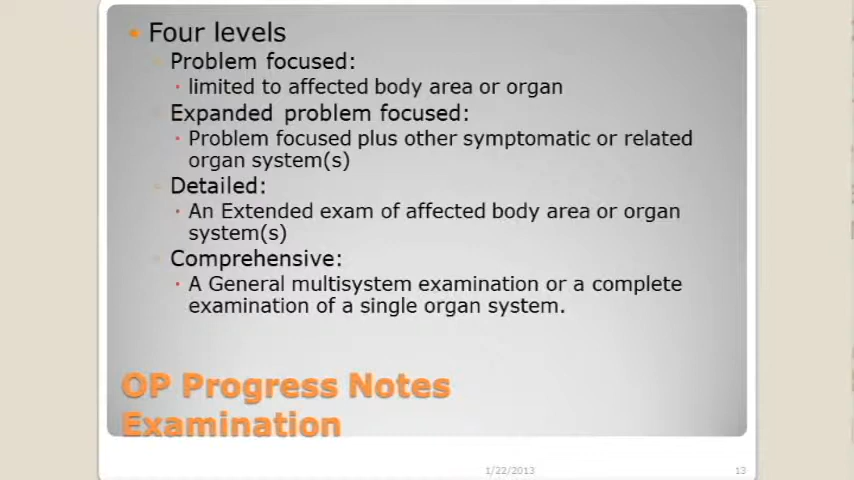 Four levels
Problem focused:
limited to affected body area or organ
Expanded problem focused:
Problem focused plus other symptomatic or related
organ system(s)
Detailed:
An Extended exam of affected body area or organ
system(s)
Comprehensive:
A General multisystem examination or a complete
examination of a single organ system.
OP Progress Notes
Examination
1/22/2013
13